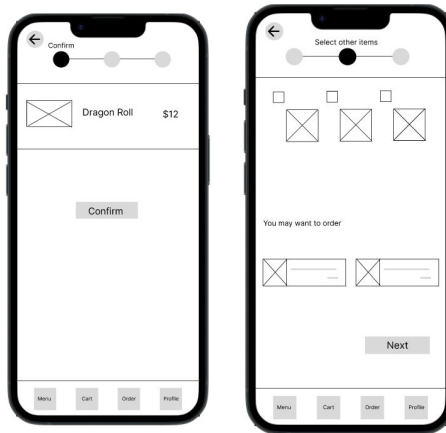 Confirm
Dragon Roll $12
Confirm
Menu Cart Order Profile
Select other items
You may want to order
Next
Menu Cart Order Profile